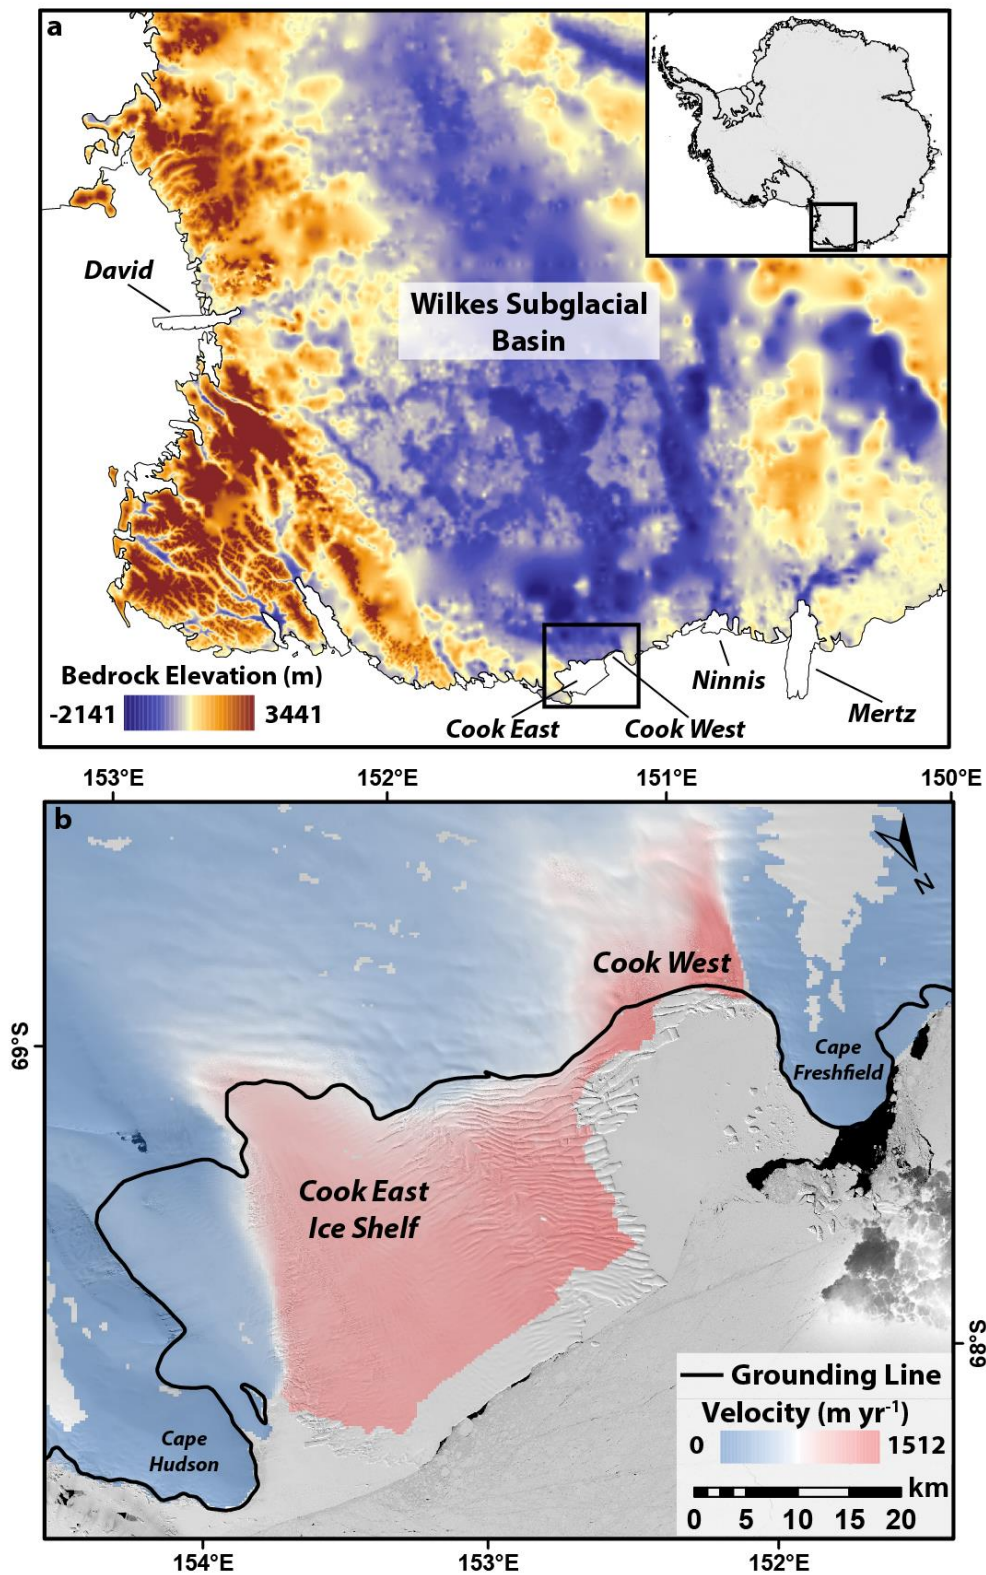 a
David
Wilkes Subglacial
Basin
Bedrock Elevation (m)
-2141
3441
Cook East
Cook West
Ninnis
Mertz
153°E
152°E
151°E
150°E
b
N
Cook West
Cape
Freshfield
69°S
Cook East
Ice Shelf
68°S
Cape
Hudson
Grounding Line
Velocity (m yr-1)
0
1512
km
0 5 10 15 20
154°E
153°E
152°E